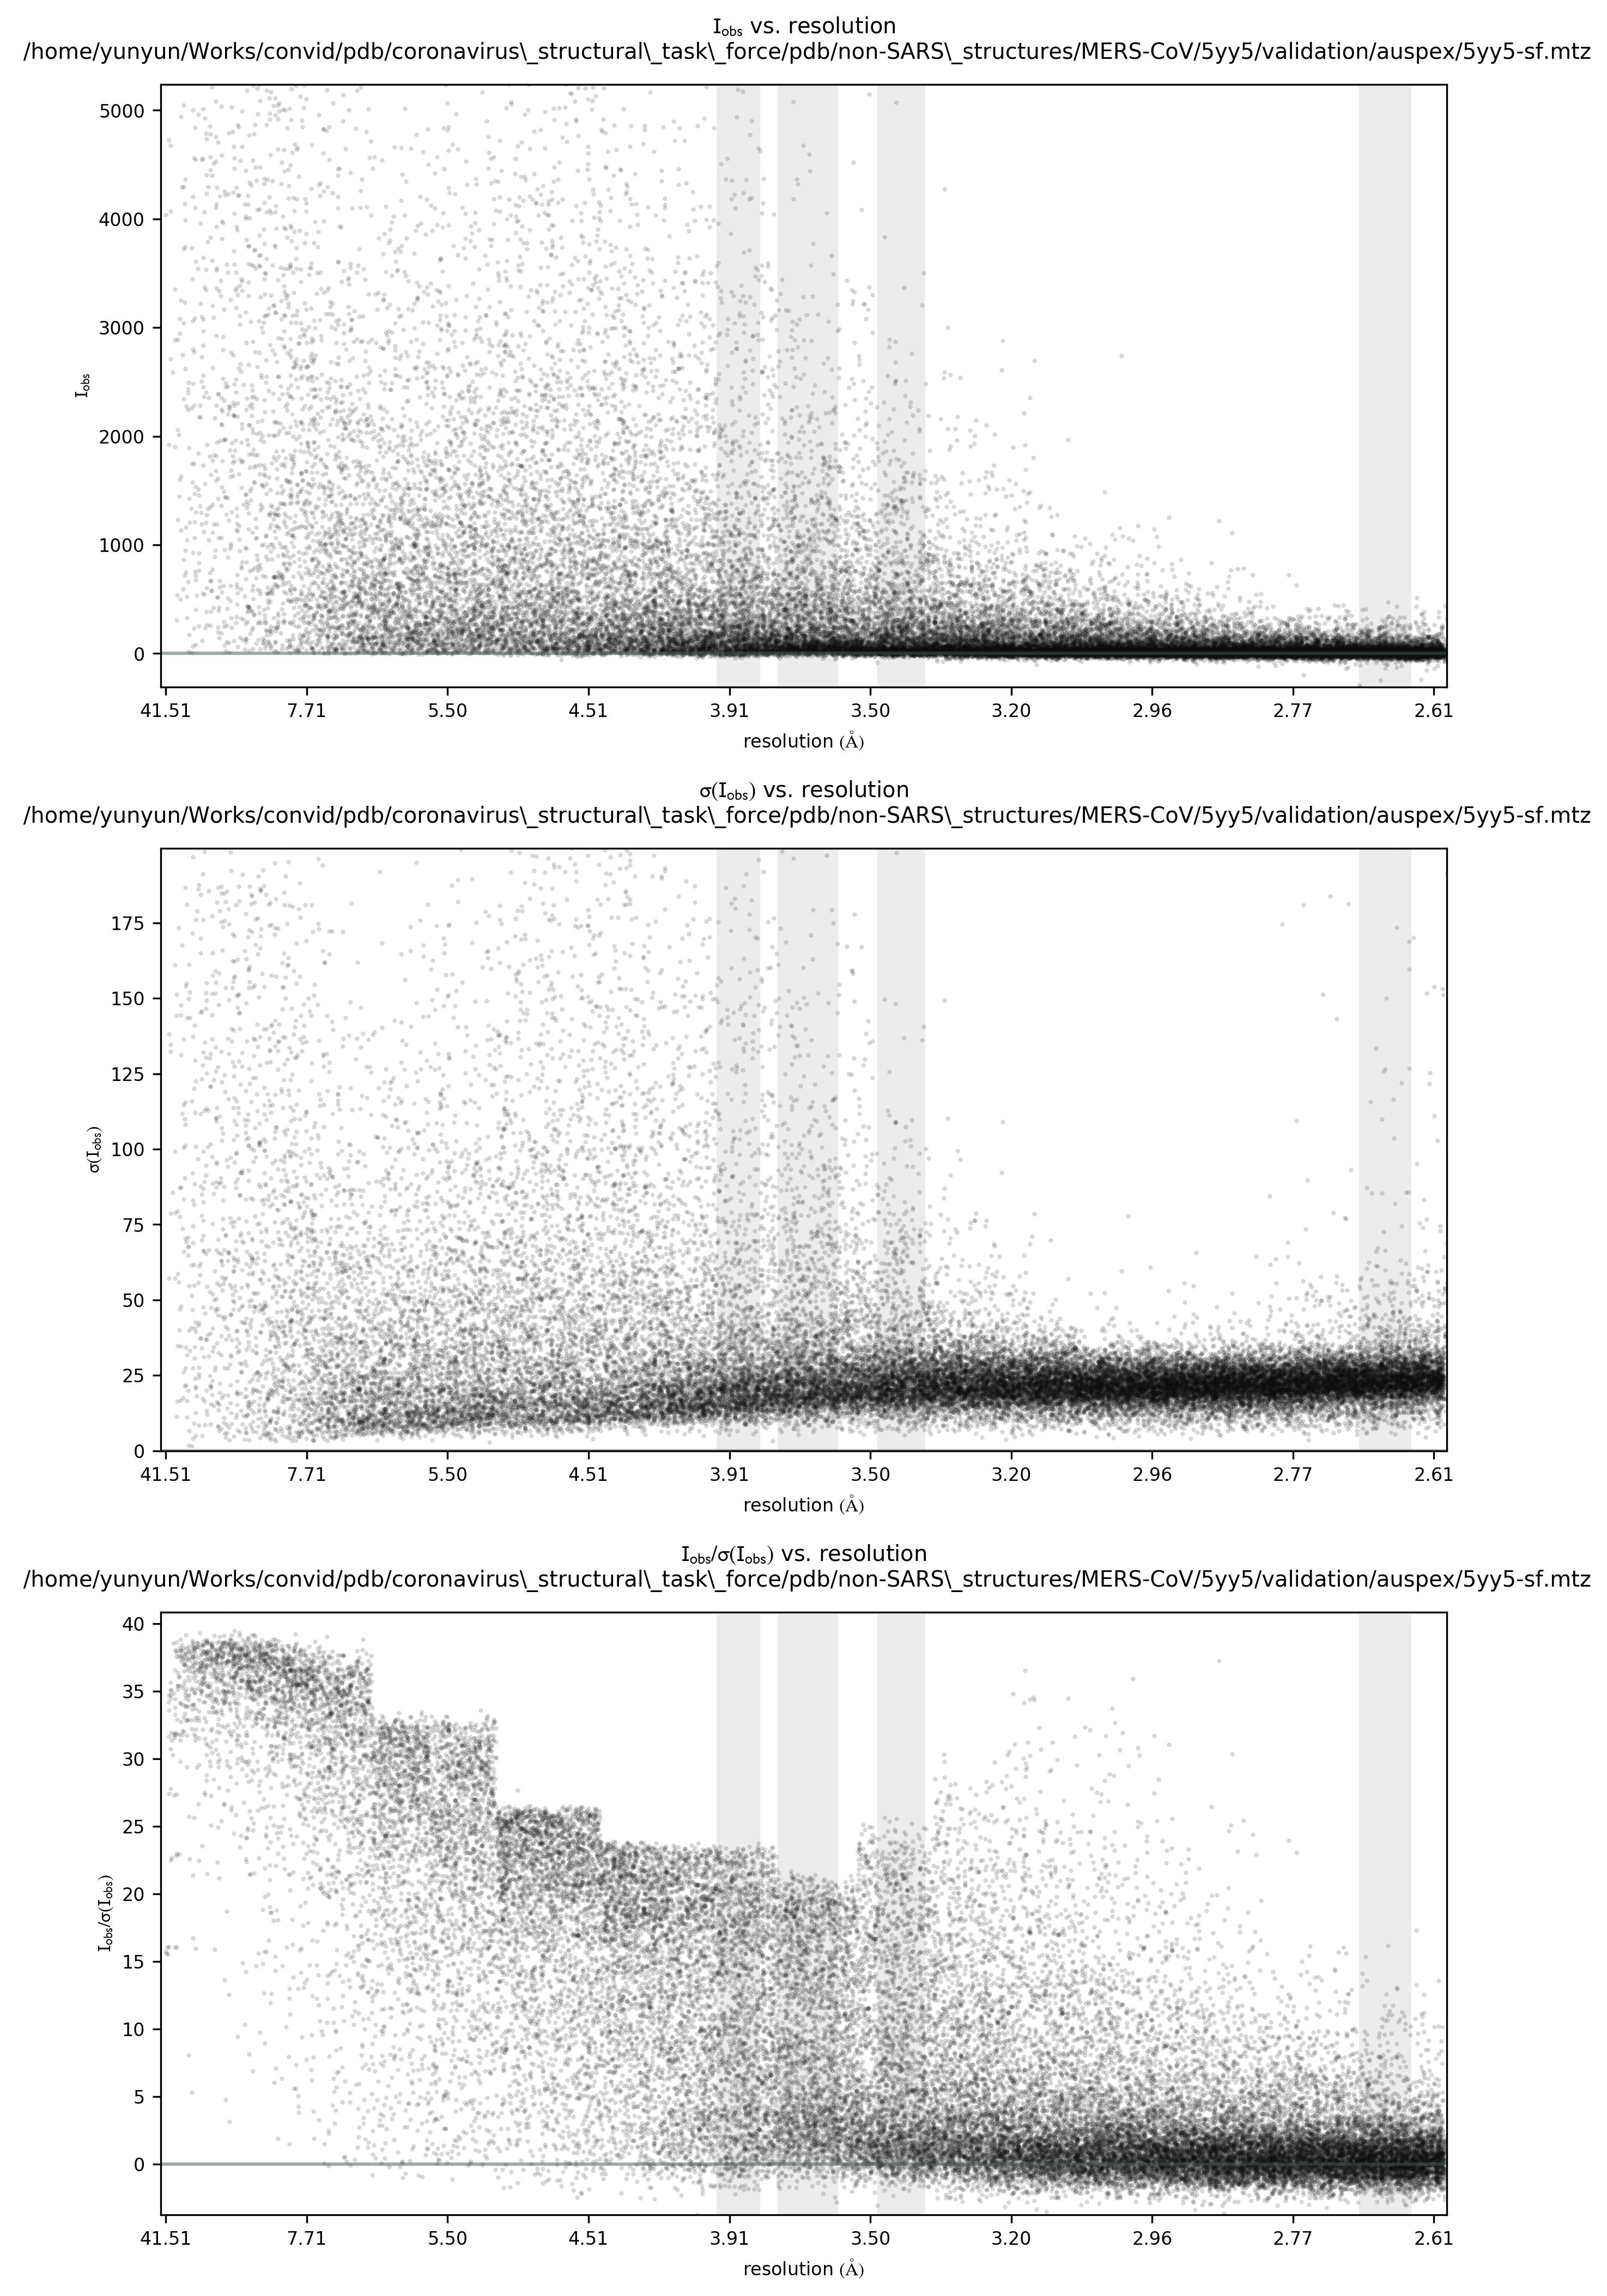 Iobs vs. resolution
/home/yunyun/Works/convid/pdb/coronavirus\_structural\_task\_force/pdb/non-SARS\_structures/MERS-CoV/5yy5/validation/auspex/5yy5-sf.mtz
5000
4000
3000
2000
1000
0
Iobs
41.51 7.71 5.50 4.51 3.91 3.50 3.20 2.96 2.77 2.61
resolution (Å)
σ(Iobs) vs. resolution
/home/yunyun/Works/convid/pdb/coronavirus\_structural\_task\_force/pdb/non-SARS\_structures/MERS-CoV/5yy5/validation/auspex/5yy5-sf.mtz
175
150
125
100
75
50
25
0
σ(Iobs)
41.51 7.71 5.50 4.51 3.91 3.50 3.20 2.96 2.77 2.61
resolution (Å)
Iobs/σ(Iobs) vs. resolution
/home/yunyun/Works/convid/pdb/coronavirus\_structural\_task\_force/pdb/non-SARS\_structures/MERS-CoV/5yy5/validation/auspex/5yy5-sf.mtz
40
35
30
25
20
15
10
5
0
Iobs/σ(Iobs)
41.51 7.71 5.50 4.51 3.91 3.50 3.20 2.96 2.77 2.61
resolution (Å)